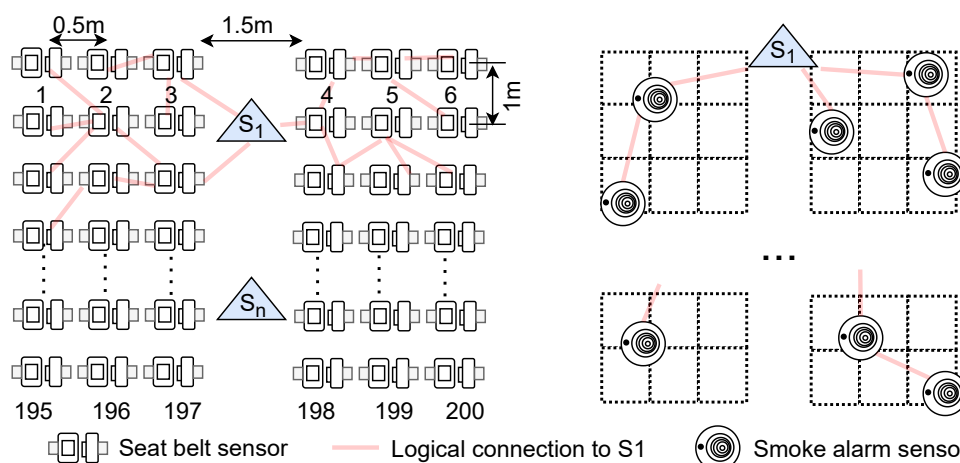 0.5m
1.5m
1
2
3
4
5
6
1m
S1
Sn
195
196
197
198
199
200
S1
...
Seat belt sensor
Logical connection to S1
Smoke alarm senso